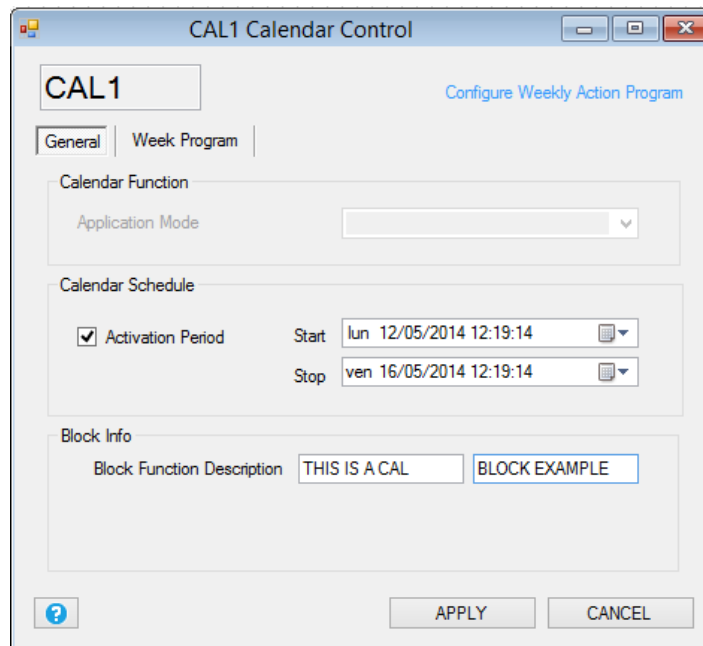 CAL1 Calendar Control
CAL1
Configure Weekly Action Program
General Week Program
Calendar Function
Application Mode
Calendar Schedule
Activation Period Start lun 12/05/2014 12:19:14
Stop ven 16/05/2014 12:19:14
Block Info
Block Function Description THIS IS A CAL BLOCK EXAMPLE
? APPLY CANCEL